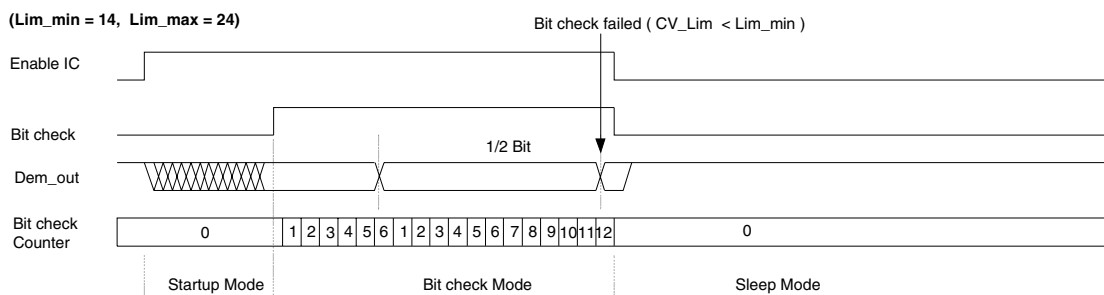 (Lim_min = 14, Lim_max = 24)
Bit check failed ( CV_Lim < Lim_min )
Enable IC
Bit check
1/2 Bit
Dem_out
Bit check
Counter
0 1 2 3 4 5 6 1 2 3 4 5 6 7 8 9 10 11 12 0
Startup Mode Bit check Mode Sleep Mode